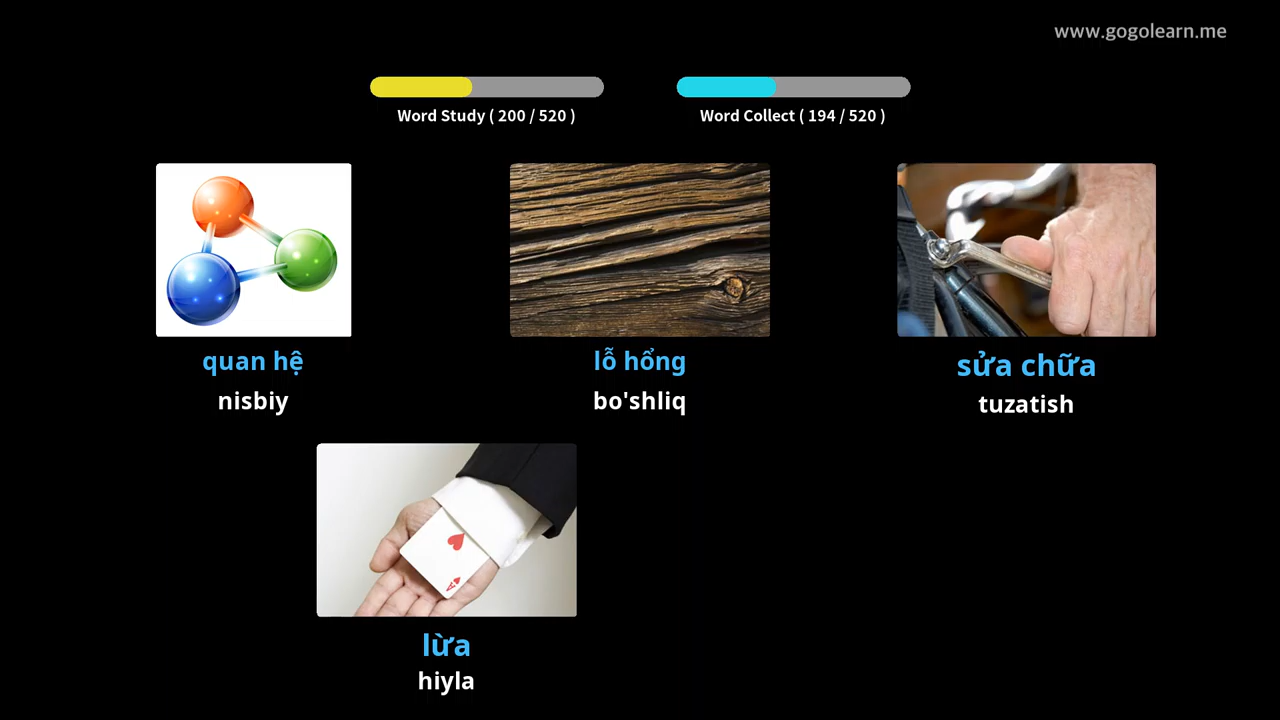 www.gogolearn.me
Word Study ( 200 / 520 )
Word Collect ( 194 / 520 )
quan hệ
nisbiy
lỗ hổng
bo'shliq
sửa chữa
tuzatish
A
lừa
hiyla